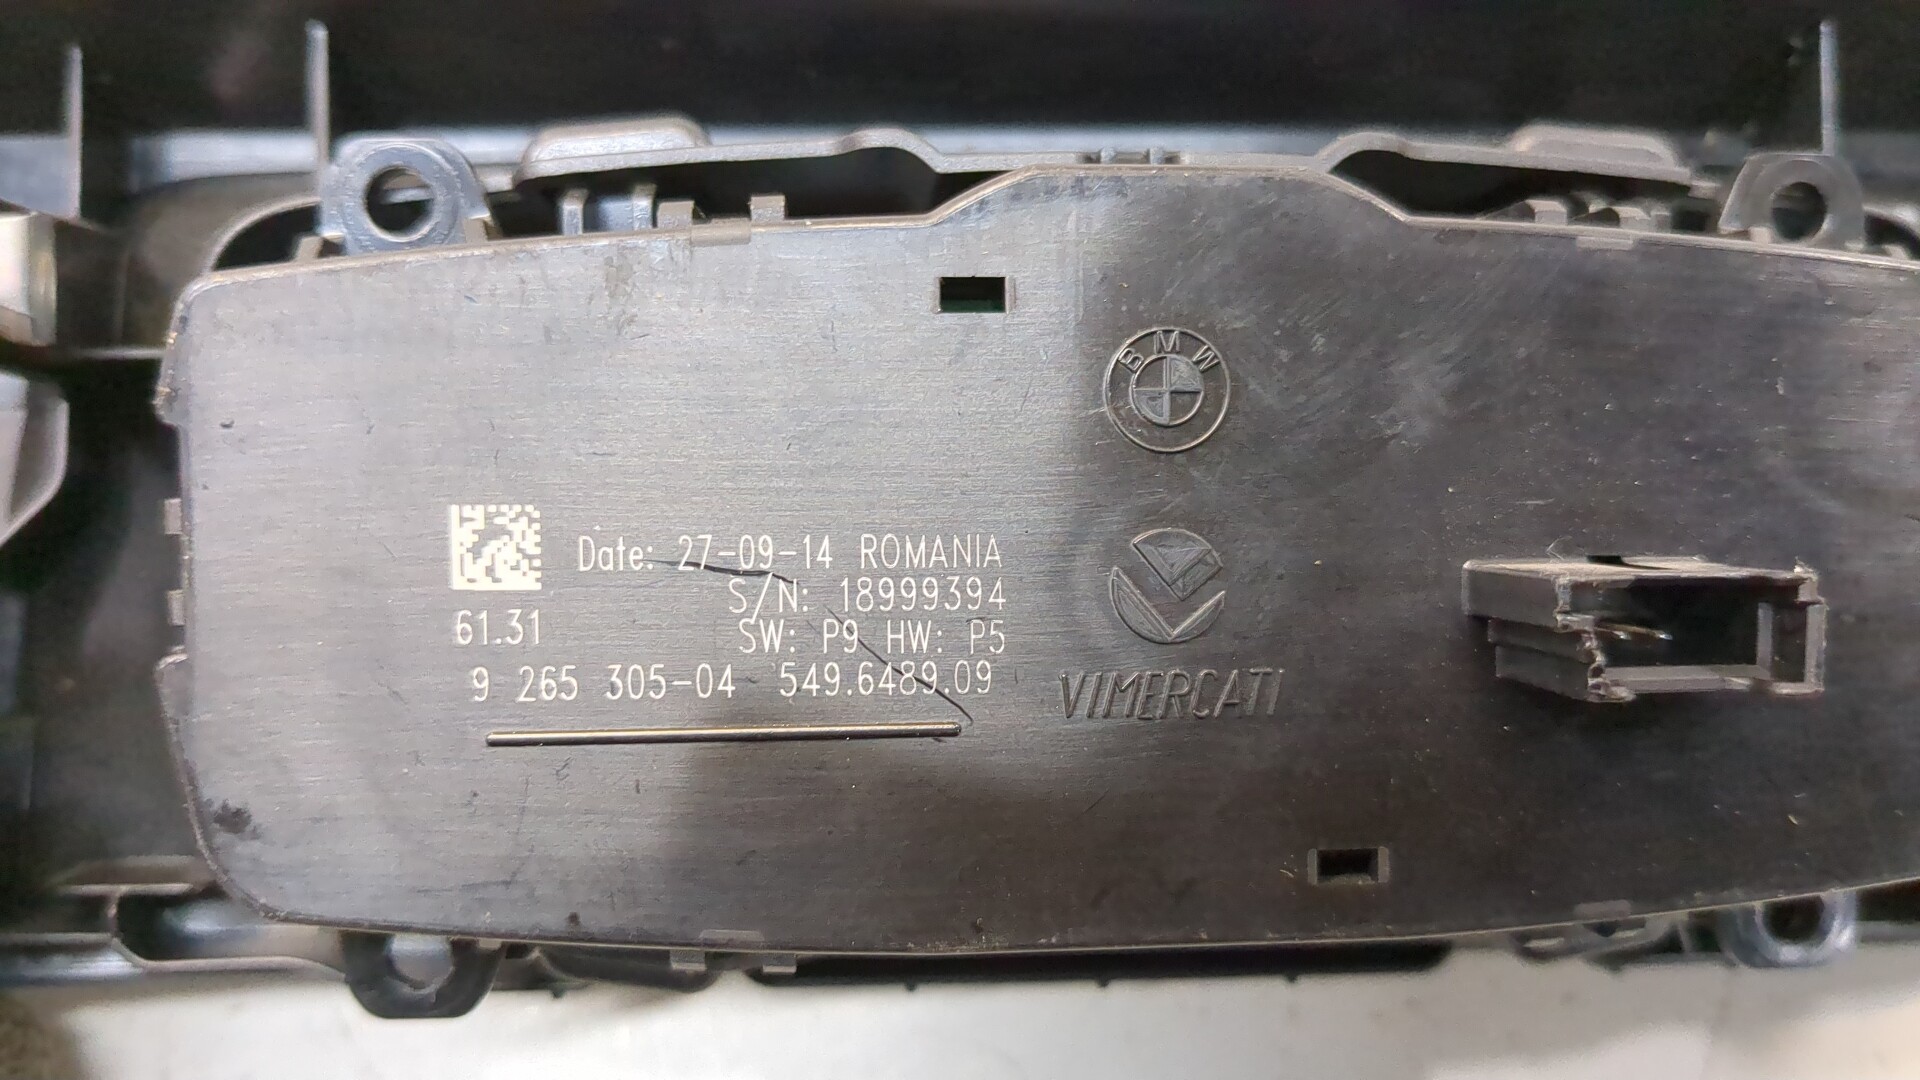 BMW
Date: 27-09-14 ROMANIA
S/N: 18999394
61.31
SW: P9 HW: P5
9 265 305-04 549.6489.09
VIMERCATI